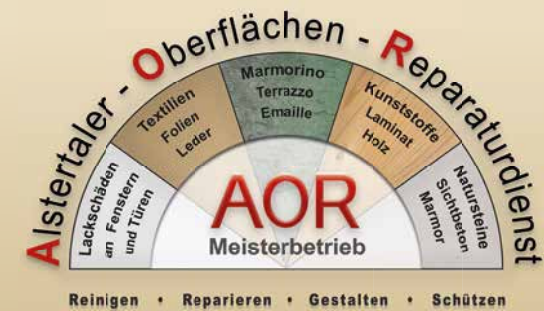 Alstertaler - Oberflächen - Reparaturdienst
Lackschäden
an Fenstern
und Türen
Textilien
Folien
Leder
Marmorino
Terrazzo
Emaille
Kunststoffe
Laminat
Holz
Natursteine
Sichtbeton
Marmor
AOR
Meisterbetrieb
Reinigen • Reparieren • Gestalten • Schützen